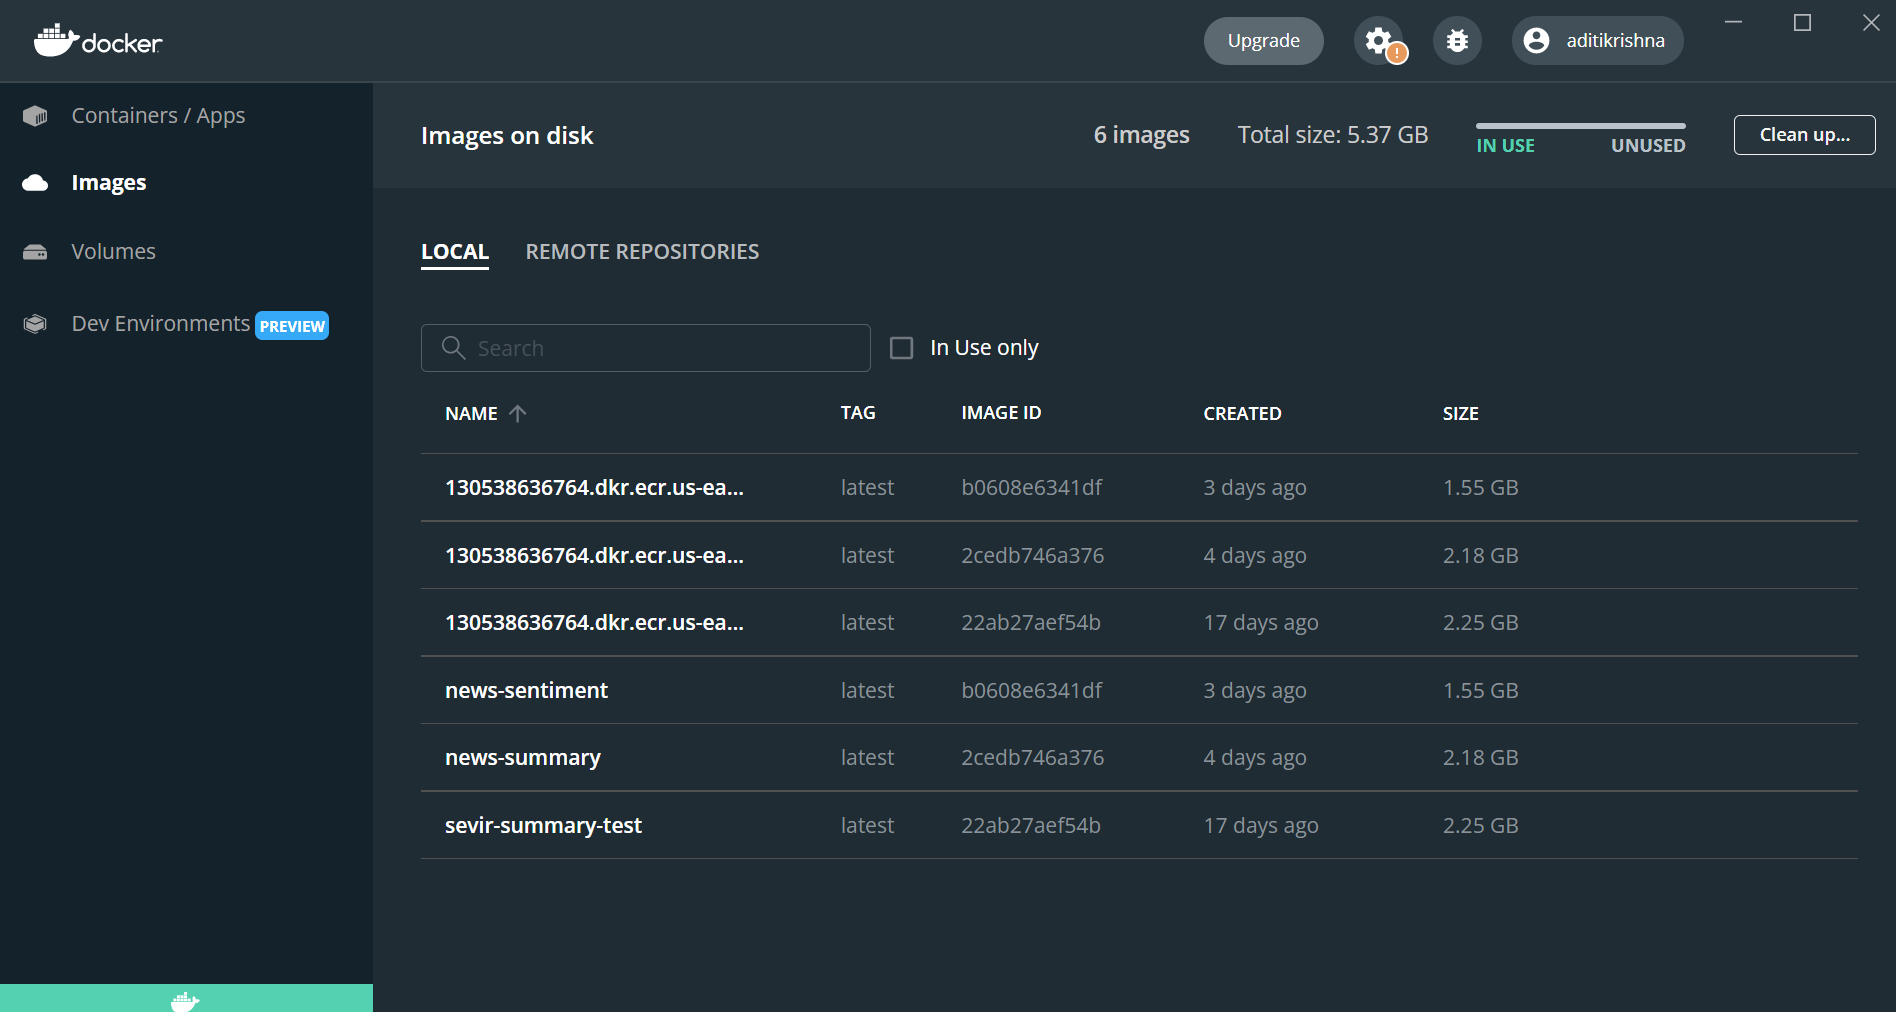 docker
Upgrade
!
aditikrishna
Containers / Apps
Images
Volumes
Dev Environments PREVIEW
Images on disk
6 images
Total size: 5.37 GB
IN USE UNUSED
Clean up...
LOCAL REMOTE REPOSITORIES
Search
In Use only
NAME TAG IMAGE ID CREATED SIZE
130538636764.dkr.ecr.us-ea... latest b0608e6341df 3 days ago 1.55 GB
130538636764.dkr.ecr.us-ea... latest 2cedb746a376 4 days ago 2.18 GB
130538636764.dkr.ecr.us-ea... latest 22ab27aef54b 17 days ago 2.25 GB
news-sentiment latest b0608e6341df 3 days ago 1.55 GB
news-summary latest 2cedb746a376 4 days ago 2.18 GB
sevir-summary-test latest 22ab27aef54b 17 days ago 2.25 GB